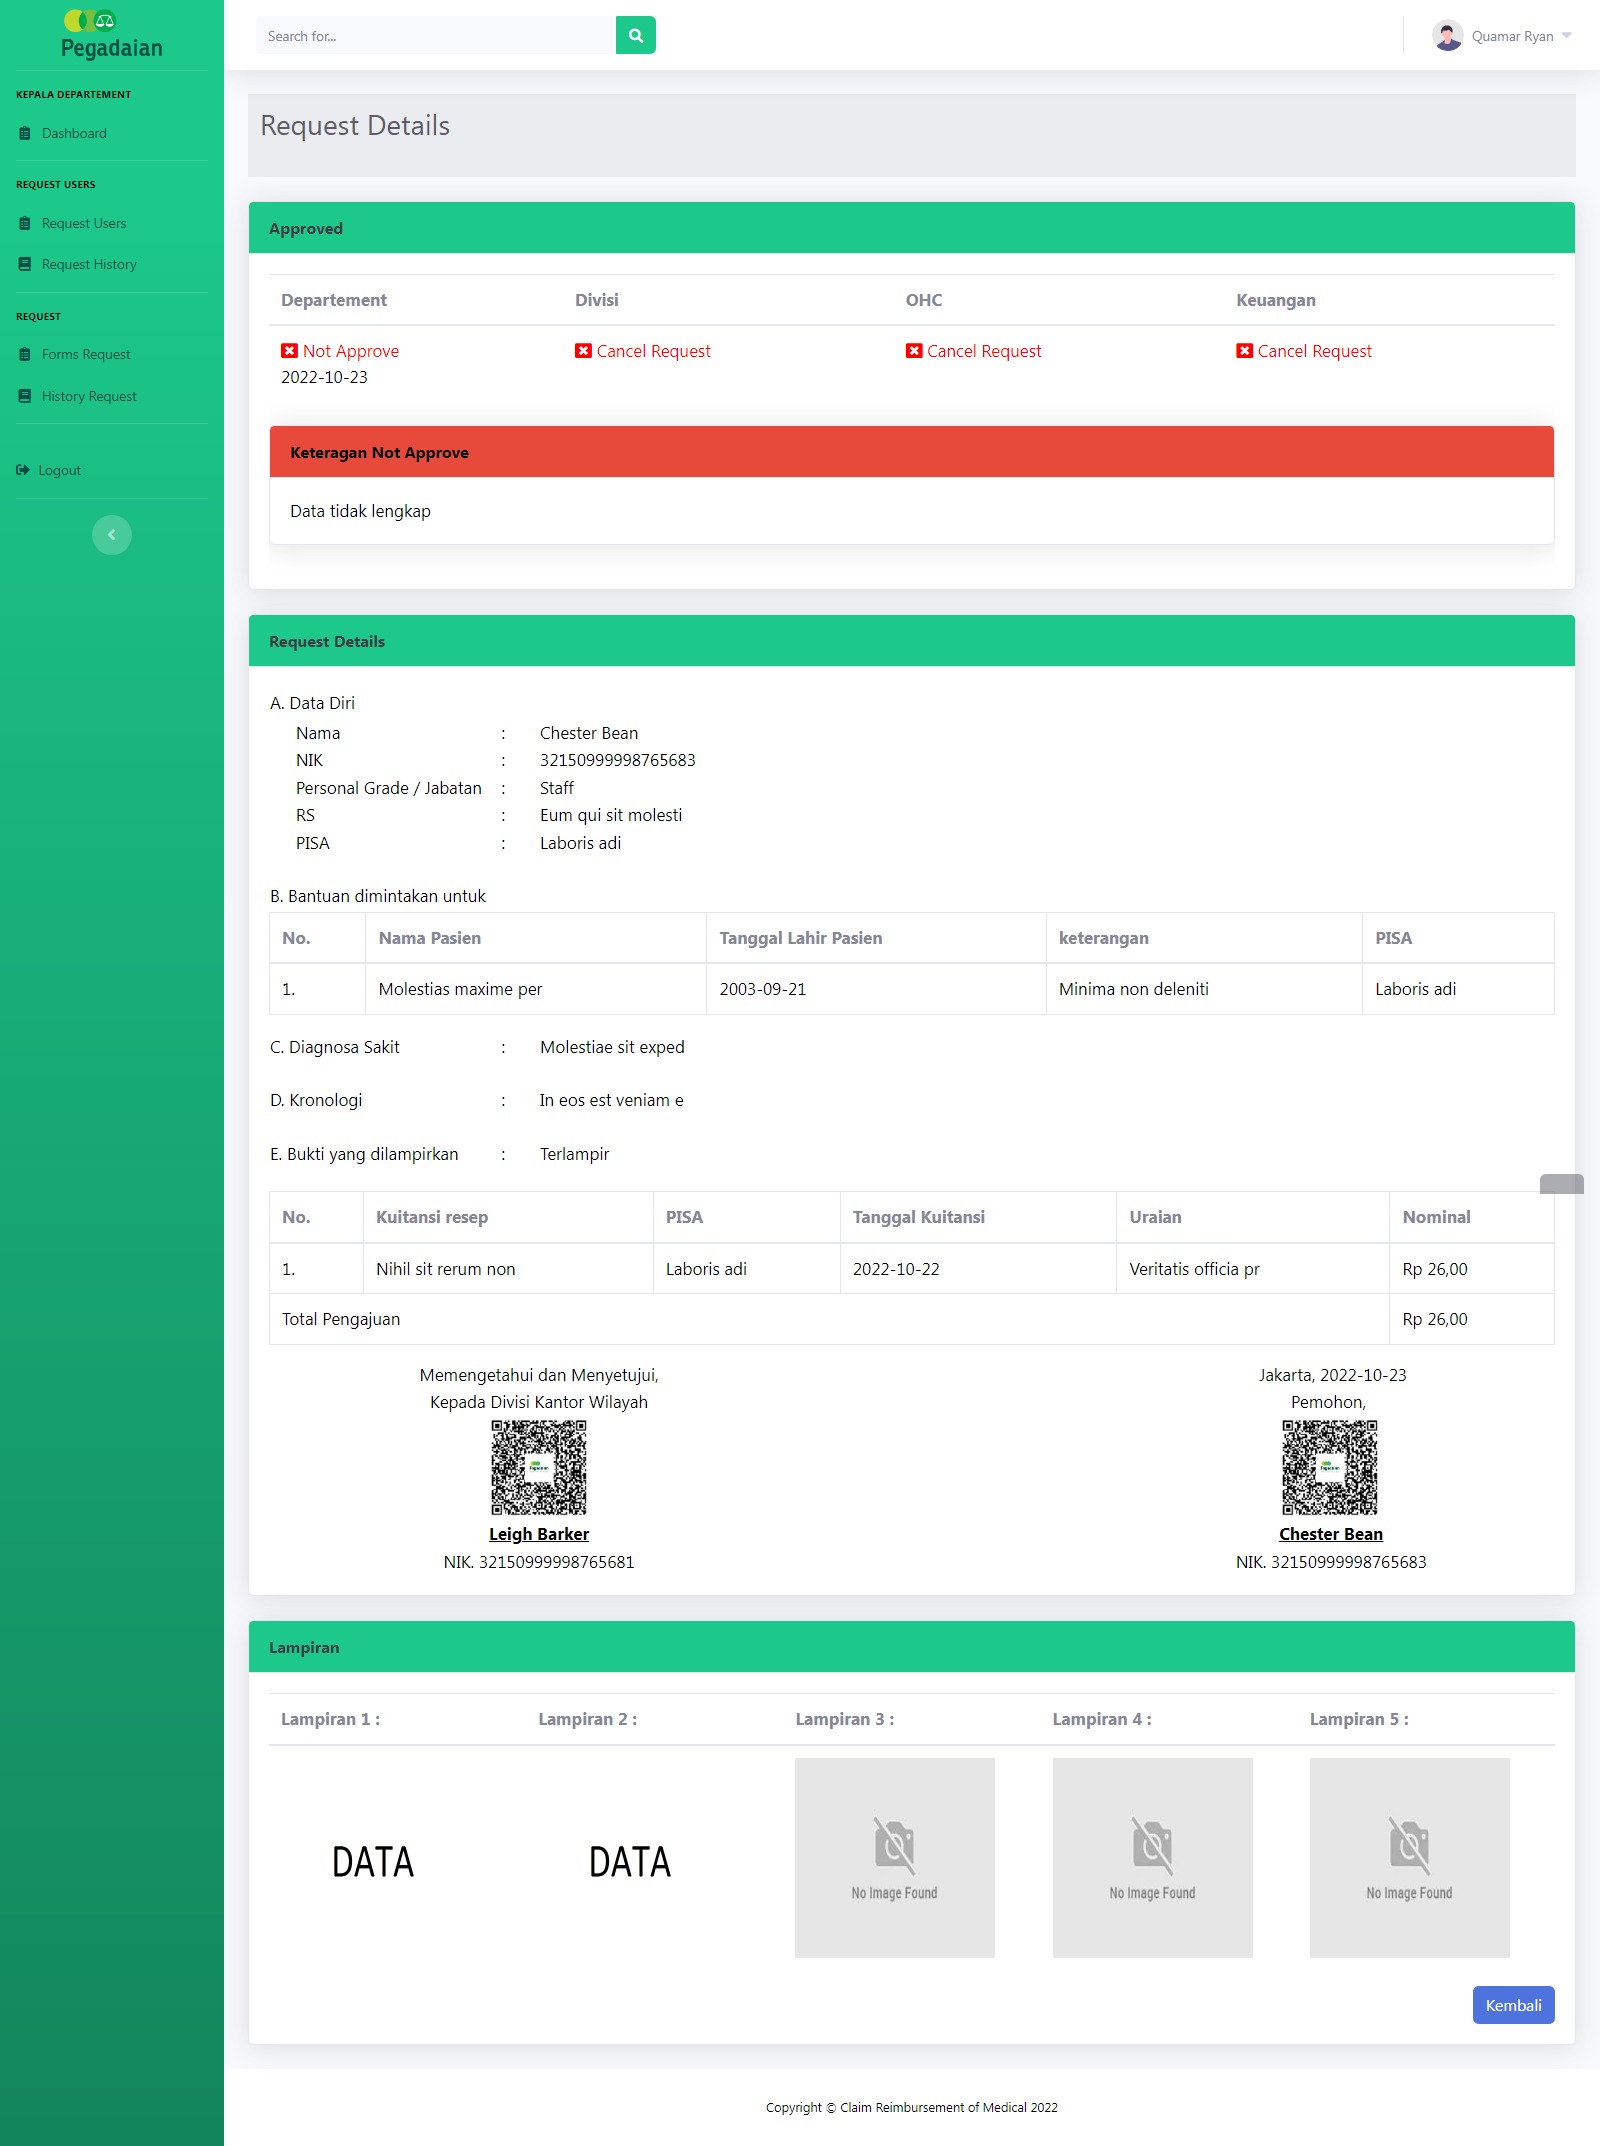 Pegadaian
Search for...
Quamar Ryan
KEPALA DEPARTEMENT
Dashboard
REQUEST USERS
Request Users
Request History
REQUEST
Forms Request
History Request
Logout
Request Details
Approved
Departement Divisi OHC Keuangan
Not Approve Cancel Request Cancel Request Cancel Request
2022-10-23
Keteragan Not Approve
Data tidak lengkap
Request Details
A. Data Diri
Nama : Chester Bean
NIK : 32150999998765683
Personal Grade / Jabatan : Staff
RS : Eum qui sit molesti
PISA : Laboris adi
B. Bantuan dimintakan untuk
No. Nama Pasien Tanggal Lahir Pasien keterangan PISA
1. Molestias maxime per 2003-09-21 Minima non deleniti Laboris adi
C. Diagnosa Sakit : Molestiae sit exped
D. Kronologi : In eos est veniam e
E. Bukti yang dilampirkan : Terlampir
No. Kuitansi resep PISA Tanggal Kuitansi Uraian Nominal
1. Nihil sit rerum non Laboris adi 2022-10-22 Veritatis officia pr Rp 26,00
Total Pengajuan Rp 26,00
Memengetahui dan Menyetujui, Jakarta, 2022-10-23
Kepada Divisi Kantor Wilayah Pemohon,
Pegadaian Pegadaian
Leigh Barker Chester Bean
NIK. 32150999998765681 NIK. 32150999998765683
Lampiran
Lampiran 1 : Lampiran 2 : Lampiran 3 : Lampiran 4 : Lampiran 5 :
DATA DATA No Image Found No Image Found No Image Found
Kembali
Copyright © Claim Reimbursement of Medical 2022